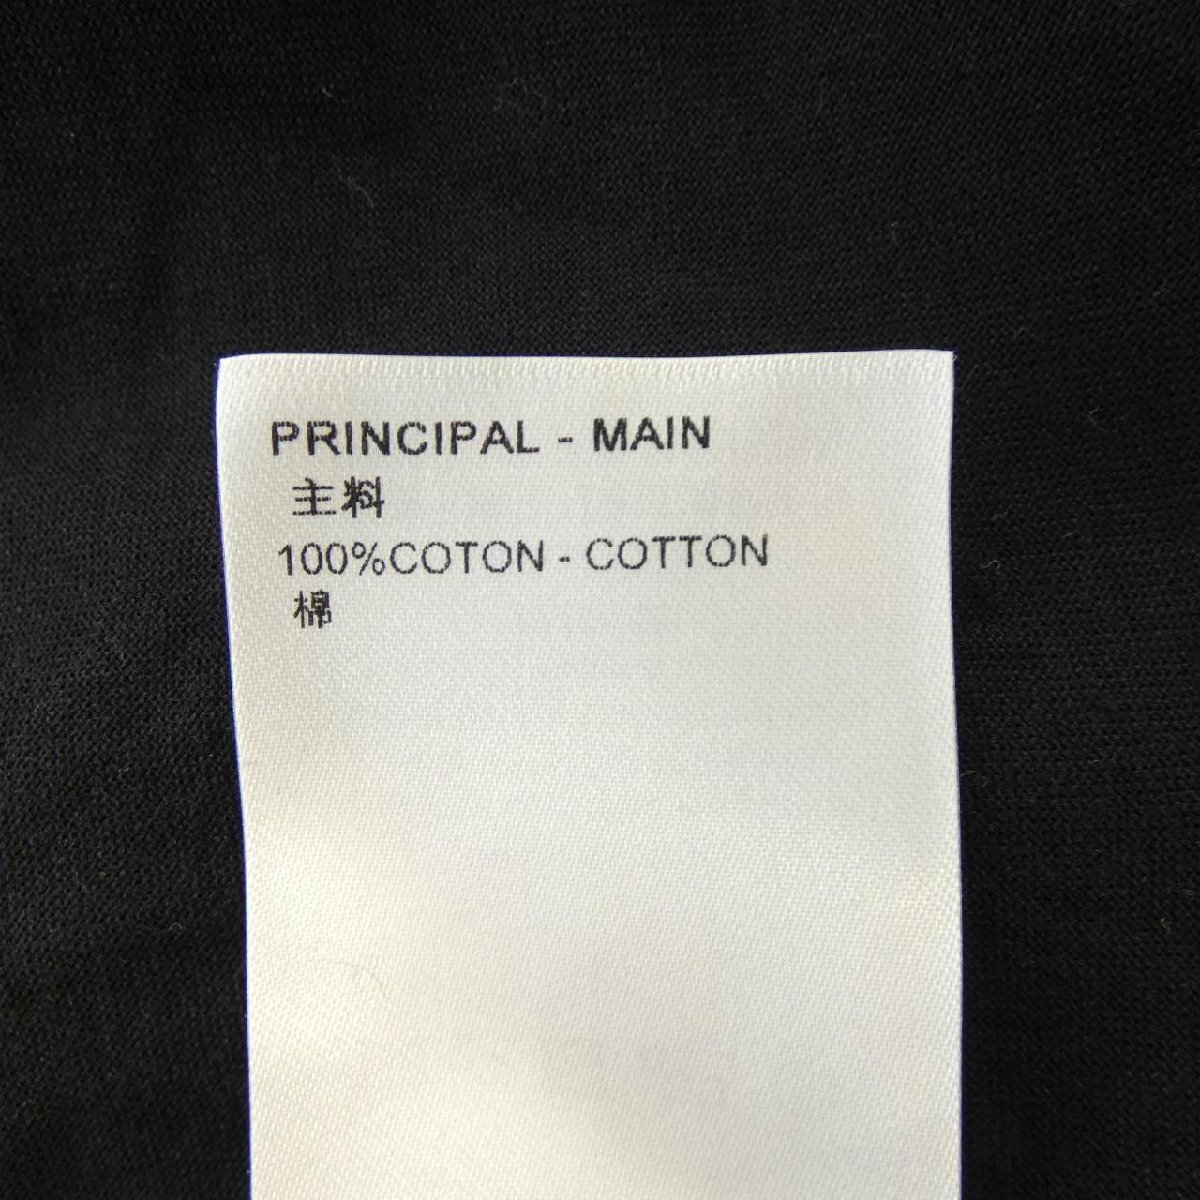 PRINCIPAL - MAIN
主料
100%COTON - COTTON
棉